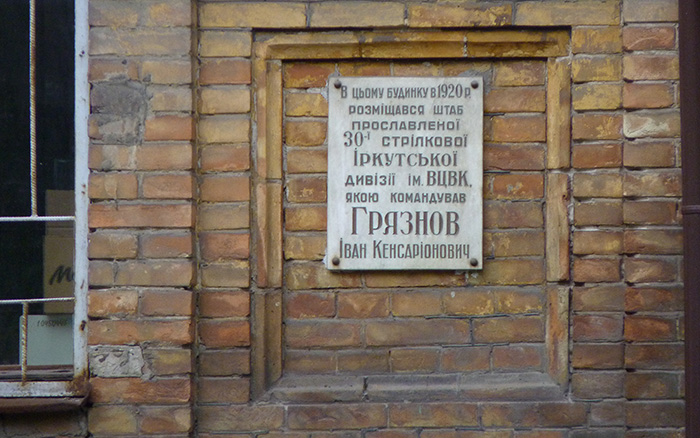 В цьому будинку в 1920 р
розміщався штаб
прославленої
30-ї стрілкової
Іркутської
дивізії ім. ВЦВК,
якою командував
Грязнов
Іван Кенсаріонович